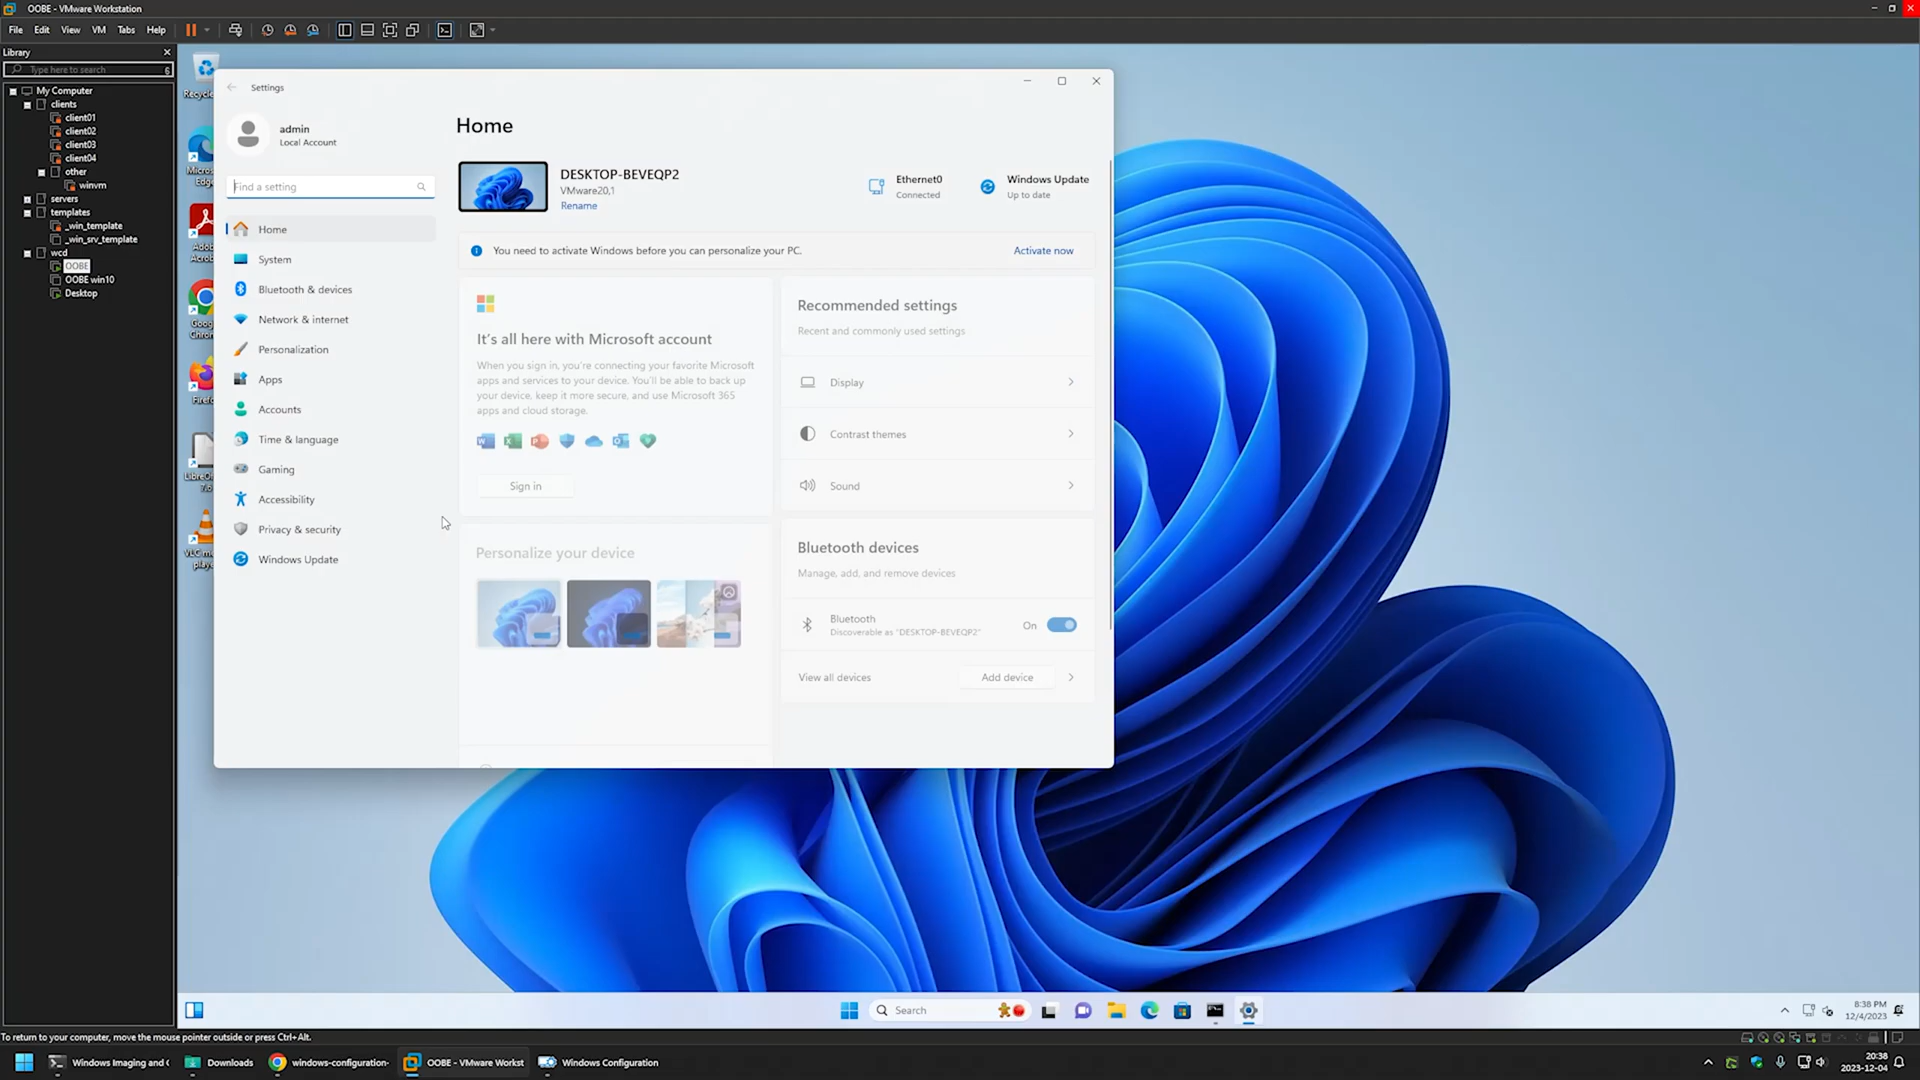 OOBE - VMware Workstation
File Edit View VM Tabs Help
Library
Type here to search
My Computer
clients
client01
client02
client03
client04
other
winvm
servers
templates
_win_template
_win_srv_template
wcd
OOBE
OOBE win10
Desktop
Settings
admin
Local Account
Find a setting
Home
System
Bluetooth & devices
Network & internet
Personalization
Apps
Accounts
Time & language
Gaming
Accessibility
Privacy & security
Windows Update
Home
DESKTOP-BEVEQP2
VMware20,1
Rename
Ethernet0
Connected
Windows Update
Up to date
You need to activate Windows before you can personalize your PC.
Activate now
It's all here with Microsoft account
When you sign in, you're connecting your favorite Microsoft
apps and services to your device. You'll be able to back up
your device, keep it more secure, and use Microsoft 365
apps and cloud storage.
Sign in
Personalize your device
Recommended settings
Recent and commonly used settings
Display
Contrast themes
Sound
Bluetooth devices
Manage, add, and remove devices
Bluetooth
Discoverable as "DESKTOP-BEVEQP2"
On
View all devices
Add device
Search
8:38 PM
12/4/2023
To return to your computer, move the mouse pointer outside or press Ctrl+Alt.
Windows Imaging and C
Downloads
windows-configuration-
OOBE - VMware Workst
Windows Configuration
20:38
2023-12-04